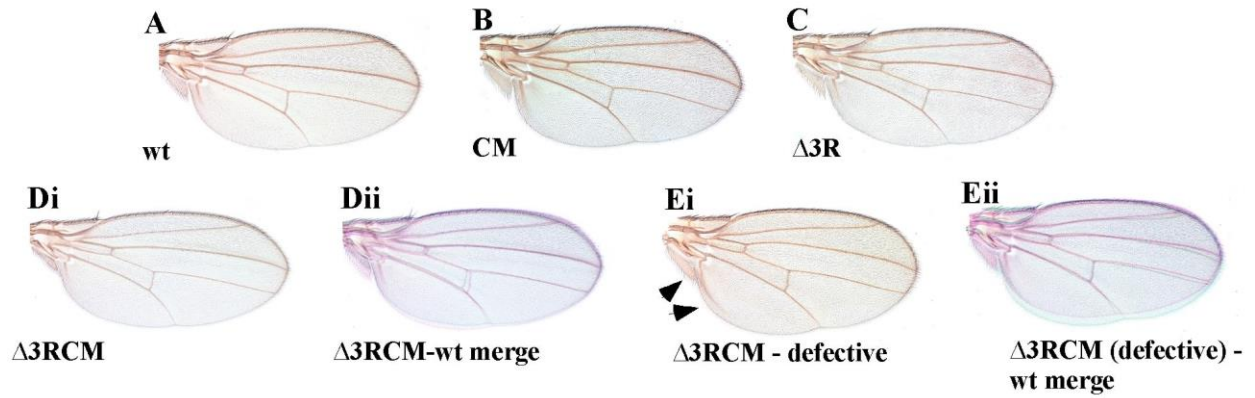 A
B
C
wt
CM
Δ3R
Di
Dii
Ei
Eii
Δ3RCM
Δ3RCM-wt merge
Δ3RCM - defective
Δ3RCM (defective) -
wt merge